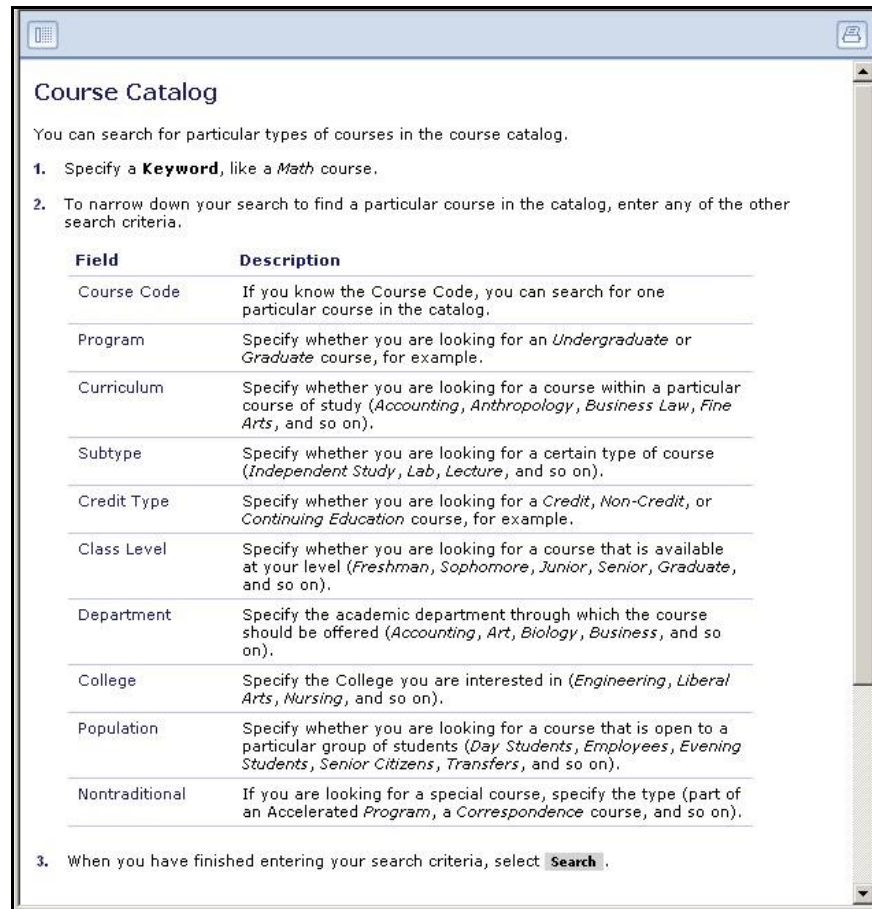 Course Catalog
You can search for particular types of courses in the course catalog.
1. Specify a Keyword, like a Math course.
2. To narrow down your search to find a particular course in the catalog, enter any of the other
search criteria.
Field Description
Course Code If you know the Course Code, you can search for one
particular course in the catalog.
Program Specify whether you are looking for an Undergraduate or
Graduate course, for example.
Curriculum Specify whether you are looking for a course within a particular
course of study (Accounting, Anthropology, Business Law, Fine
Arts, and so on).
Subtype Specify whether you are looking for a certain type of course
(Independent Study, Lab, Lecture, and so on).
Credit Type Specify whether you are looking for a Credit, Non-Credit, or
Continuing Education course, for example.
Class Level Specify whether you are looking for a course that is available
at your level (Freshman, Sophomore, Junior, Senior, Graduate,
and so on).
Department Specify the academic department through which the course
should be offered (Accounting, Art, Biology, Business, and so
on).
College Specify the College you are interested in (Engineering, Liberal
Arts, Nursing, and so on).
Population Specify whether you are looking for a course that is open to a
particular group of students (Day Students, Employees, Evening
Students, Senior Citizens, Transfers, and so on).
Nontraditional If you are looking for a special course, specify the type (part of
an Accelerated Program, a Correspondence course, and so on).
3. When you have finished entering your search criteria, select Search.